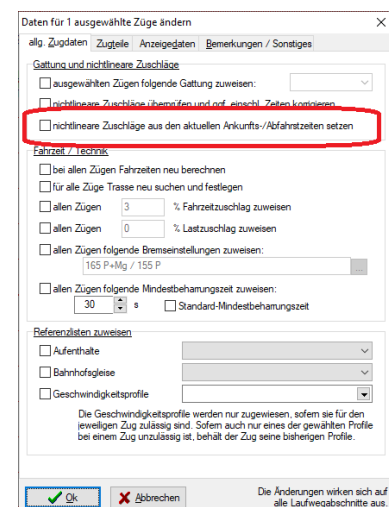 Daten für 1 ausgewählte Züge ändern
allg. Zugdaten Zugteile Anzeigedaten Bemerkungen / Sonstiges
Gattung und nichtlineare Zuschläge
ausgewählten Zügen folgende Gattung zuweisen:
nichtlineare Zuschläge überprüfen und ggf. einschl. Zeiten korrigieren
nichtlineare Zuschläge aus den aktuellen Ankunfts-/Abfahrtszeiten setzen
Fahrzeit / Technik
bei allen Zügen Fahrzeiten neu berechnen
für alle Züge Trasse neu suchen und festlegen
allen Zügen 3 % Fahrzeitzuschlag zuweisen
allen Zügen 0 % Lastzuschlag zuweisen
allen Zügen folgende Bremseinstellungen zuweisen:
165 P+Mg / 155 P ...
allen Zügen folgende Mindestbeharrungszeit zuweisen:
30 s Standard-Mindestbeharrungszeit
Referenzlisten zuweisen
Aufenthalte
Bahnhofsgleise
Geschwindigkeitsprofile
Die Geschwindigkeitsprofile werden nur zugewiesen, sofern sie für den
jeweiligen Zug zulässig sind. Sofern auch nur eines der gewählten Profile
bei einem Zug unzulässig ist, behält der Zug seine bisherigen Profile.
Ok Abbrechen Die Änderungen wirken sich auf
alle Laufwegabschnitte aus